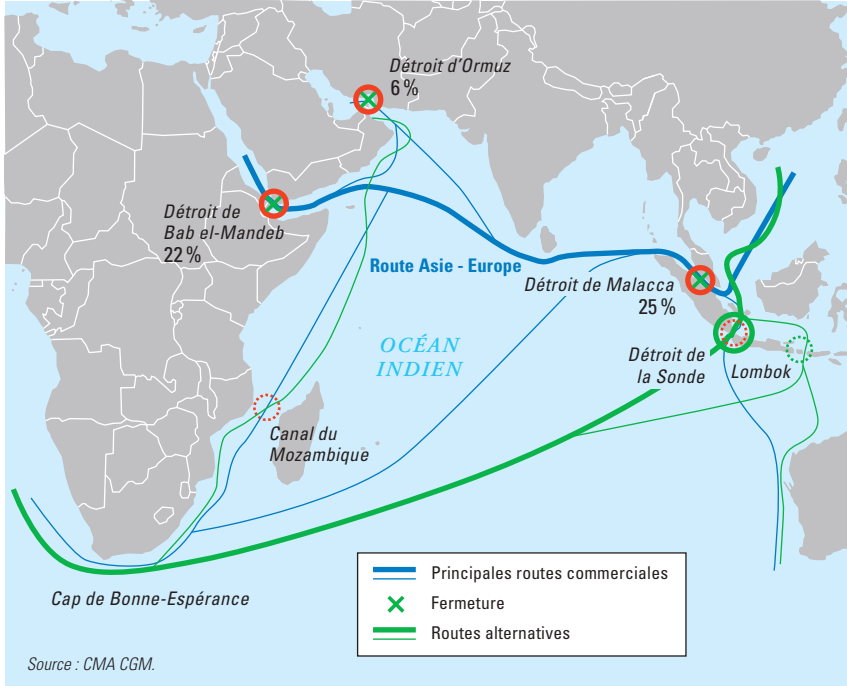 Détroit d'Ormuz
6 %
Détroit de
Bab el-Mandeb
22 %
Route Asie - Europe
Détroit de Malacca
25 %
OCÉAN
INDIEN
Détroit de
la Sonde
Lombok
Canal du
Mozambique
Cap de Bonne-Espérance
Principales routes commerciales
Fermeture
Routes alternatives
Source : CMA CGM.